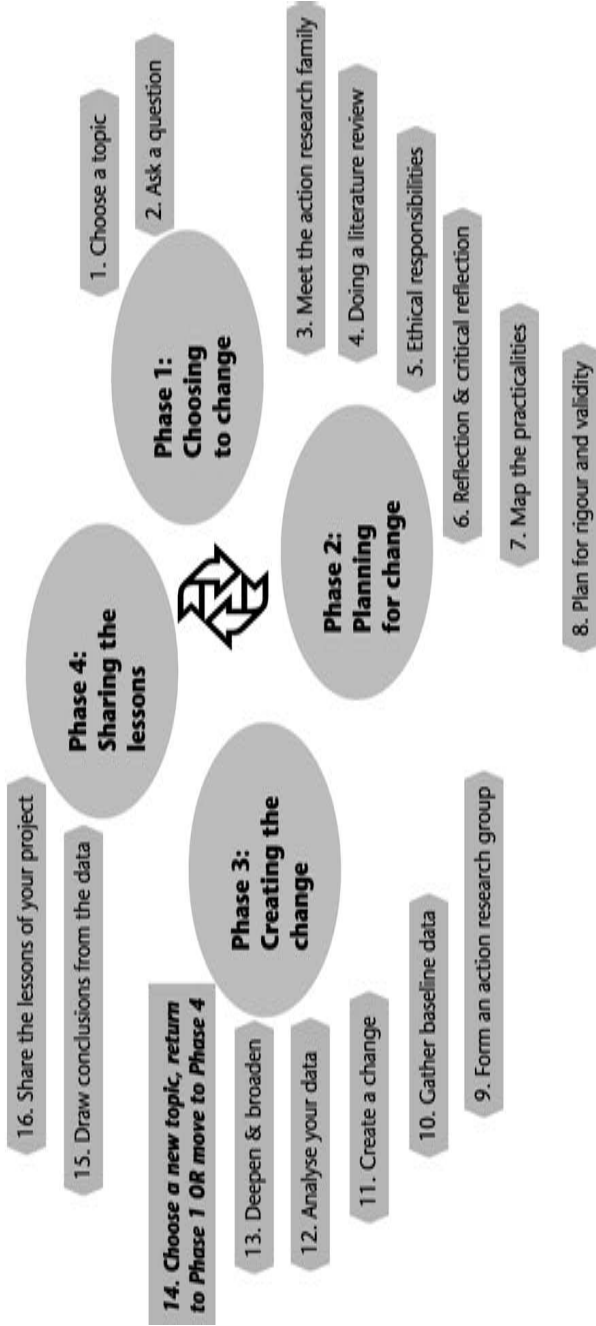 Phase 1:
Choosing
to change
1. Choose a topic
2. Ask a question
Phase 2:
Planning
for change
3. Meet the action research family
4. Doing a literature review
5. Ethical responsibilities
6. Reflection & critical reflection
7. Map the practicalities
8. Plan for rigour and validity
Phase 3:
Creating the
change
9. Form an action research group
10. Gather baseline data
11. Create a change
12. Analyse your data
13. Deepen & broaden
14. Choose a new topic, return
to Phase 1 OR move to Phase 4
Phase 4:
Sharing the
lessons
15. Draw conclusions from the data
16. Share the lessons of your project